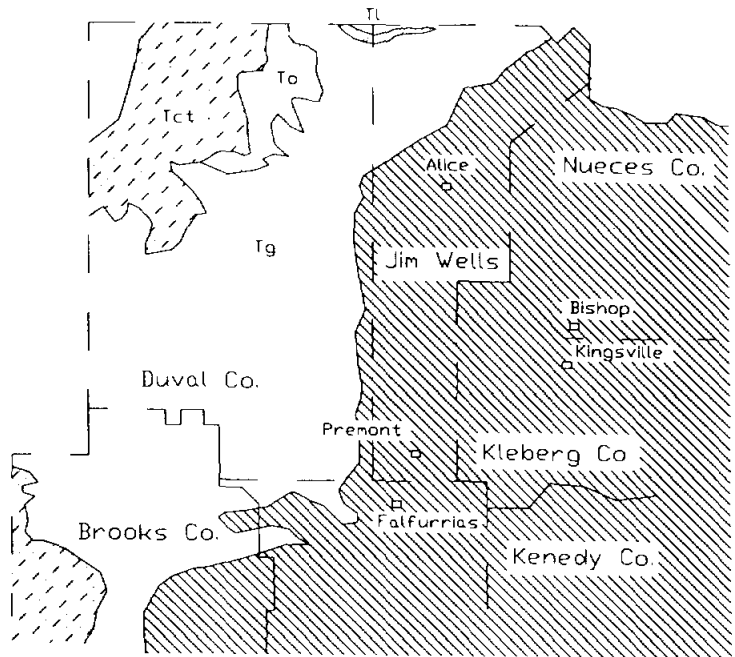 Tl
To
Tct
Alice
Nueces Co.
Tg
Jim Wells
Bishop
Kingsville
Duval Co.
Premont
Kleberg Co
Falfurrias
Brooks Co.
Kenedy Co.